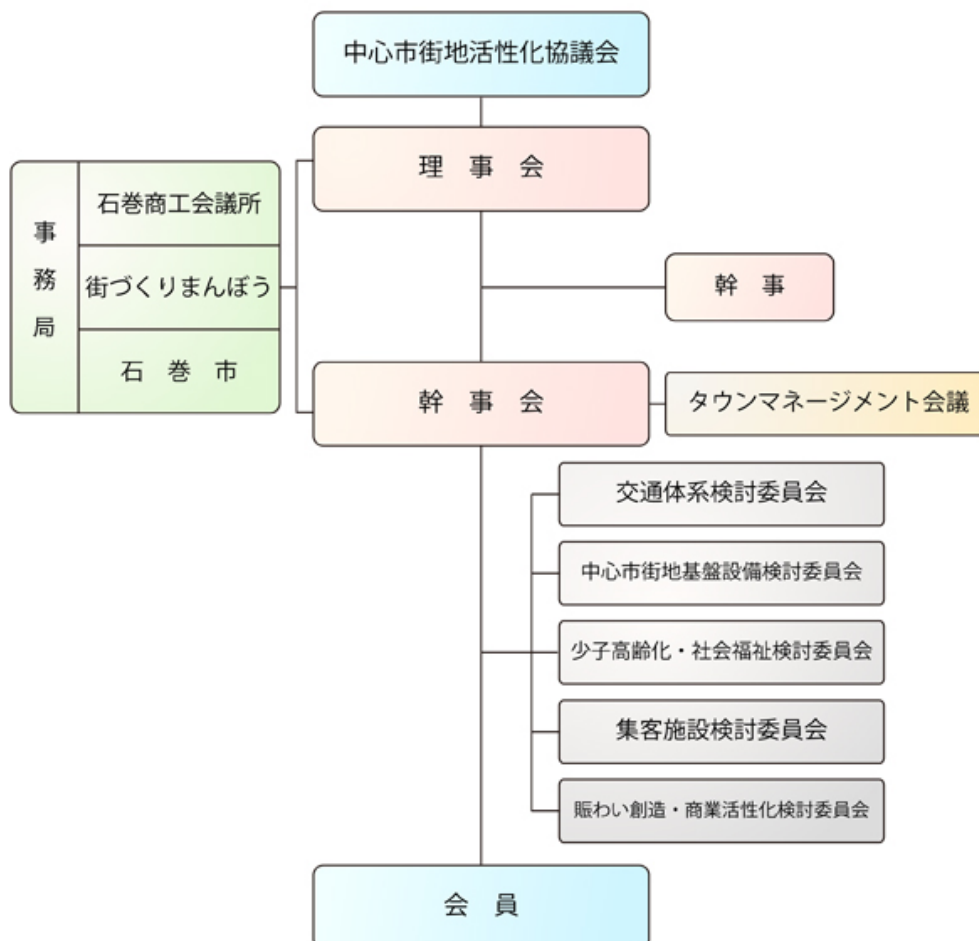 中心市街地活性化協議会
理　事　会
事務局
石巻商工会議所
街づくりまんぼう
石　巻　市
幹　事
幹　事　会
タウンマネージメント会議
交通体系検討委員会
中心市街地基盤設備検討委員会
少子高齢化・社会福祉検討委員会
集客施設検討委員会
賑わい創造・商業活性化検討委員会
会　員